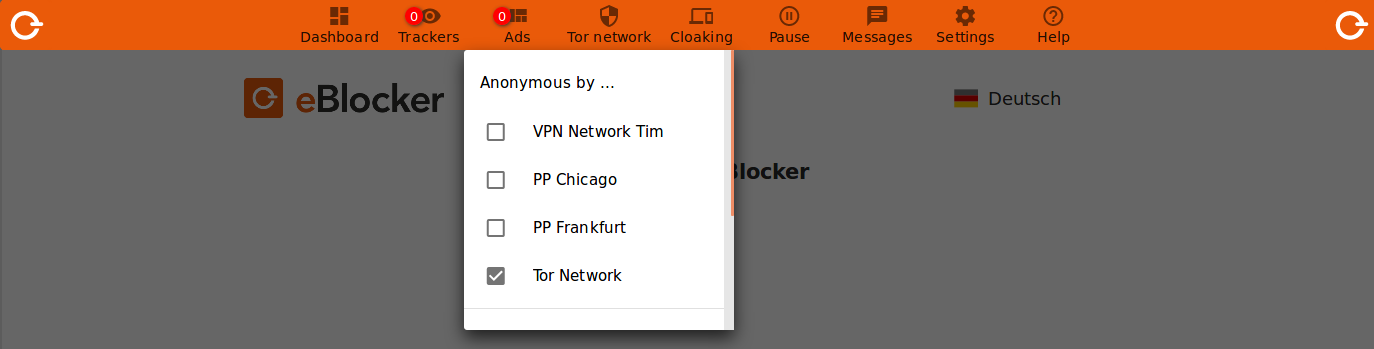 Dashboard
0 Trackers
0 Ads
Tor network
Cloaking
Pause
Messages
Settings
Help
eBlocker
Deutsch
Anonymous by ...
VPN Network Tim
PP Chicago
Blocker
PP Frankfurt
Tor Network